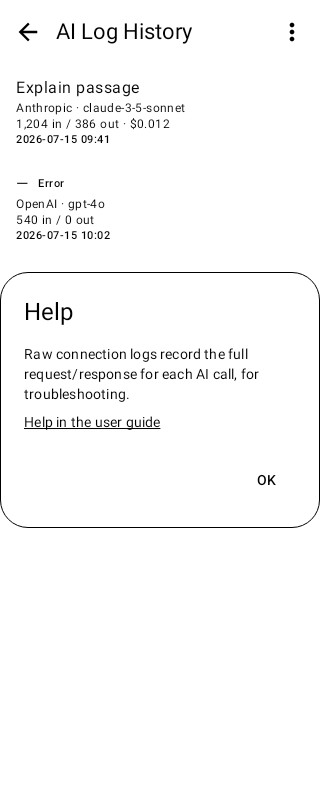 AI Log History
Explain passage
Anthropic · claude-3-5-sonnet
1,204 in / 386 out · $0.012
2026-07-15 09:41
— Error
OpenAI · gpt-4o
540 in / 0 out
2026-07-15 10:02
Help
Raw connection logs record the full
request/response for each AI call, for
troubleshooting.
Help in the user guide
OK